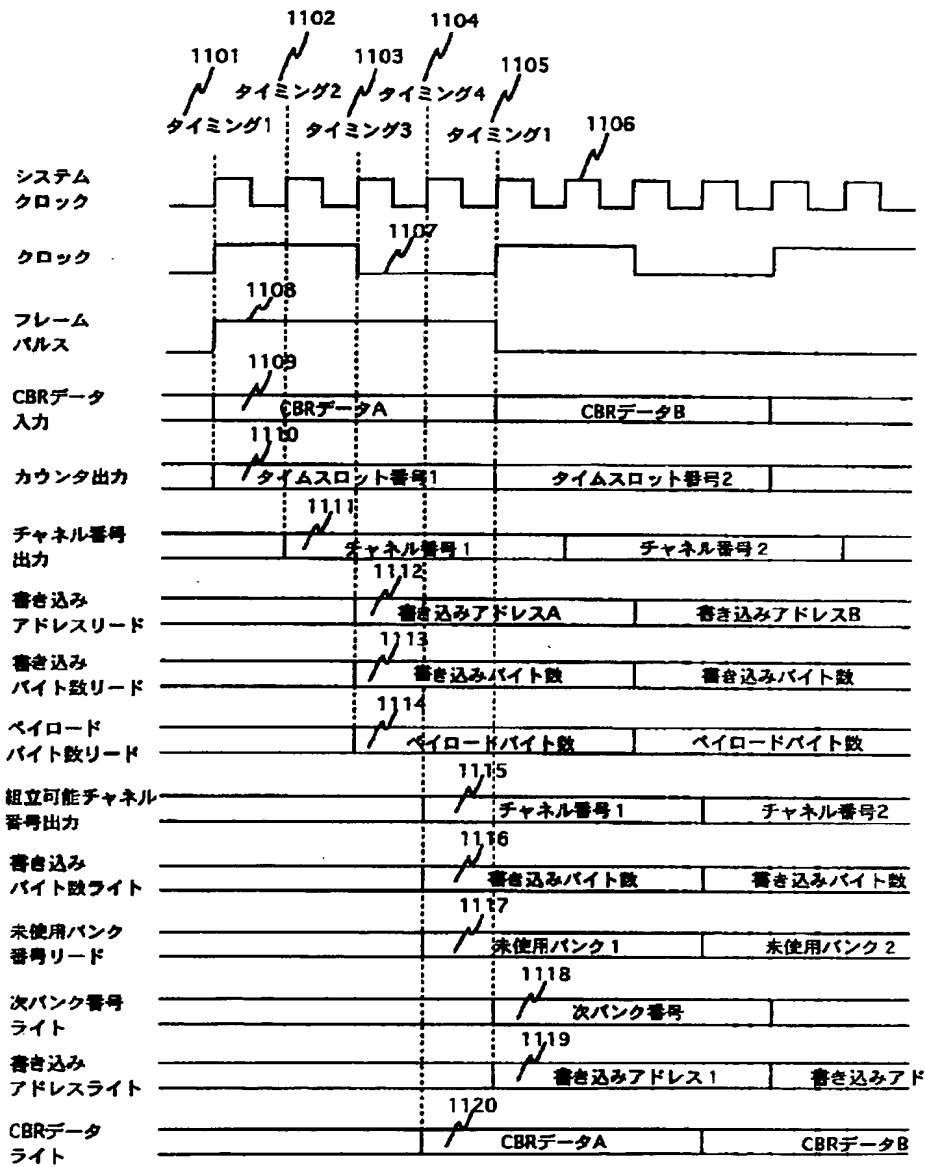 1102
1104
1101
1103
1105
タイミング2
タイミング4
タイミング1
タイミング3
タイミング1
1106
システム
クロック
クロック
1107
フレーム
パルス
1108
CBRデータ
入力
1109
CBRデータA
CBRデータB
カウンタ出力
1110
タイムスロット番号1
タイムスロット番号2
チャネル番号
出力
1111
チャネル番号1
チャネル番号2
書き込み
アドレスリード
1112
書き込みアドレスA
書き込みアドレスB
書き込み
バイト数リード
1113
書き込みバイト数
書き込みバイト数
ペイロード
バイト数リード
1114
ペイロードバイト数
ペイロードバイト数
組立可能チャネル
番号出力
1115
チャネル番号1
チャネル番号2
書き込み
バイト数ライト
1116
書き込みバイト数
書き込みバイト数
未使用バンク
番号リード
1117
未使用バンク1
未使用バンク2
次バンク番号
ライト
1118
次バンク番号
書き込み
アドレスライト
1119
書き込みアドレス1
書き込みアド
CBRデータ
ライト
1120
CBRデータA
CBRデータB